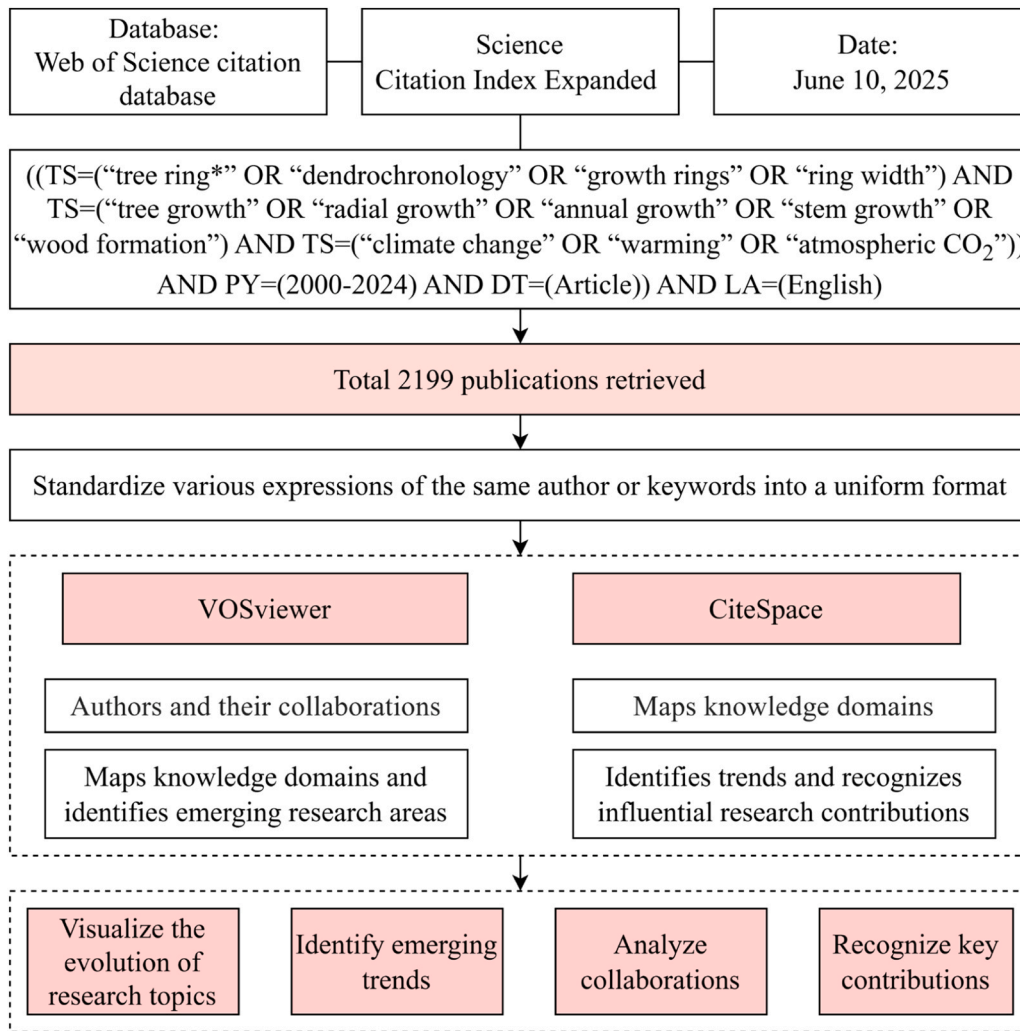 Database:
Web of Science citation
database
Science
Citation Index Expanded
Date:
June 10, 2025
((TS=(“tree ring*” OR “dendrochronology” OR “growth rings” OR “ring width”) AND
TS=(“tree growth” OR “radial growth” OR “annual growth” OR “stem growth” OR
“wood formation”) AND TS=(“climate change” OR “warming” OR “atmospheric CO₂”))
AND PY=(2000-2024) AND DT=(Article)) AND LA=(English)
Total 2199 publications retrieved
Standardize various expressions of the same author or keywords into a uniform format
VOSviewer
Authors and their collaborations
Maps knowledge domains and
identifies emerging research areas
CiteSpace
Maps knowledge domains
Identifies trends and recognizes
influential research contributions
Visualize the
evolution of
research topics
Identify emerging
trends
Analyze
collaborations
Recognize key
contributions